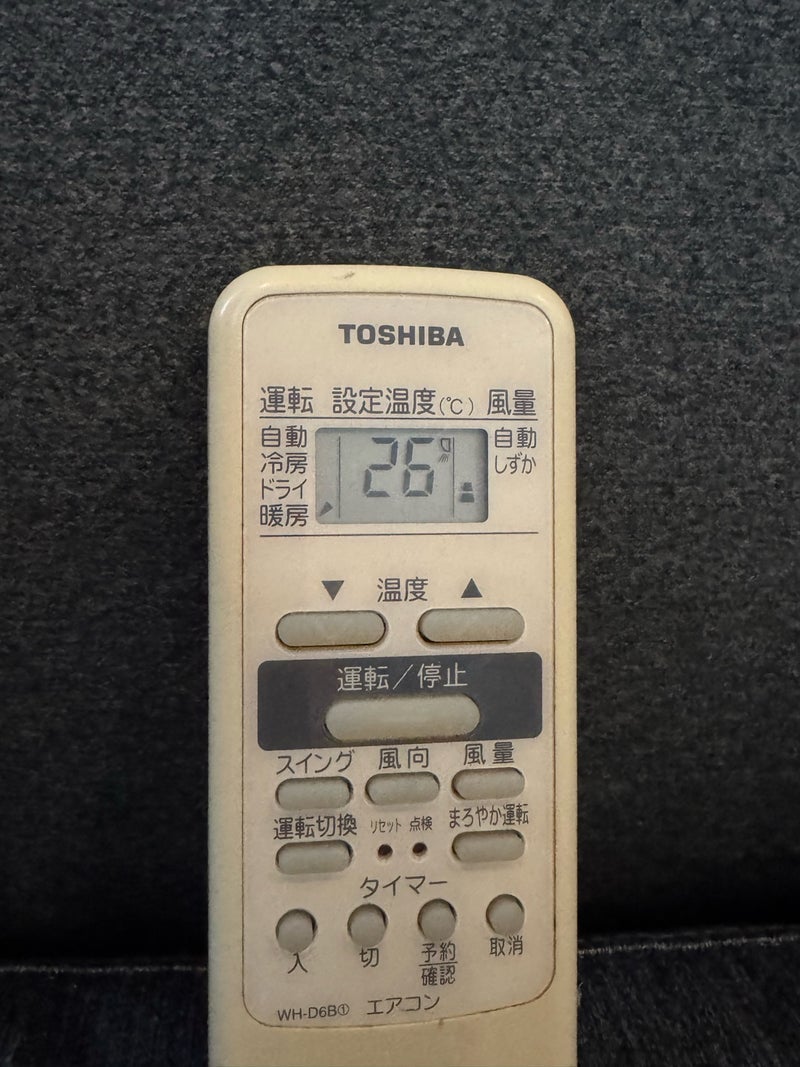 TOSHIBA
運転 設定温度(℃) 風量
自動 26 自動
冷房 しずか
ドライ
暖房
▼ 温度 ▲
運転/停止
スイング 風向 風量
運転切換 リセット 点検 まろやか運転
タイマー
入 切 予約確認 取消
WH-D6B① エアコン